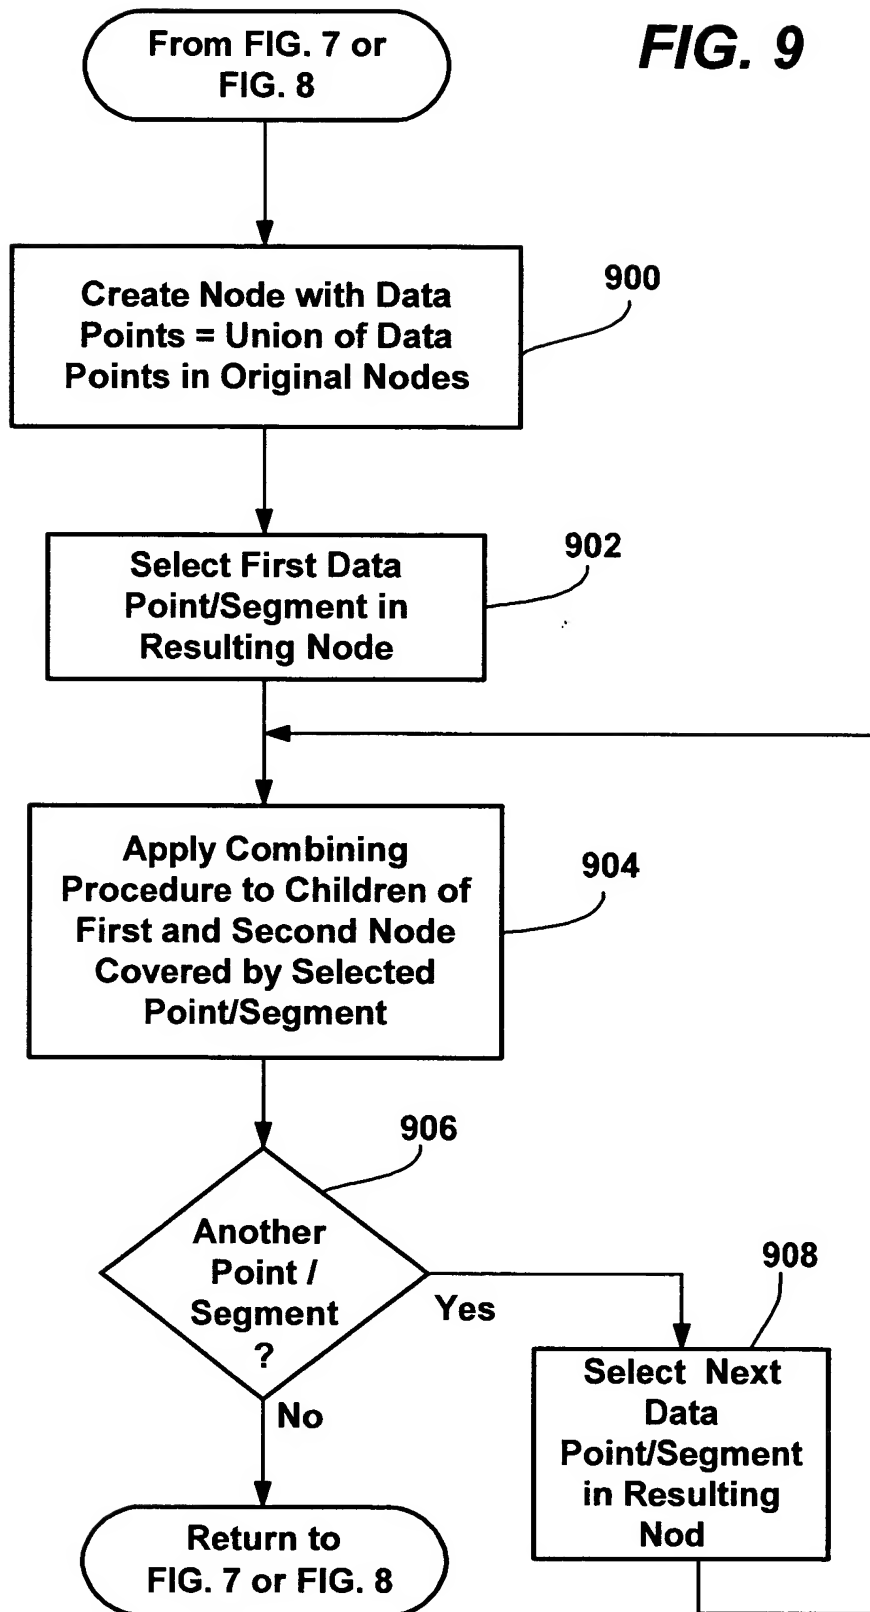 From FIG. 7 or
FIG. 8
FIG. 9
Create Node with Data
Points = Union of Data
Points in Original Nodes
900
Select First Data
Point/Segment in
Resulting Node
902
Apply Combining
Procedure to Children of
First and Second Node
Covered by Selected
Point/Segment
904
906
Another
Point /
Segment
?
Yes
No
908
Select Next
Data
Point/Segment
in Resulting
Nod
Return to
FIG. 7 or FIG. 8